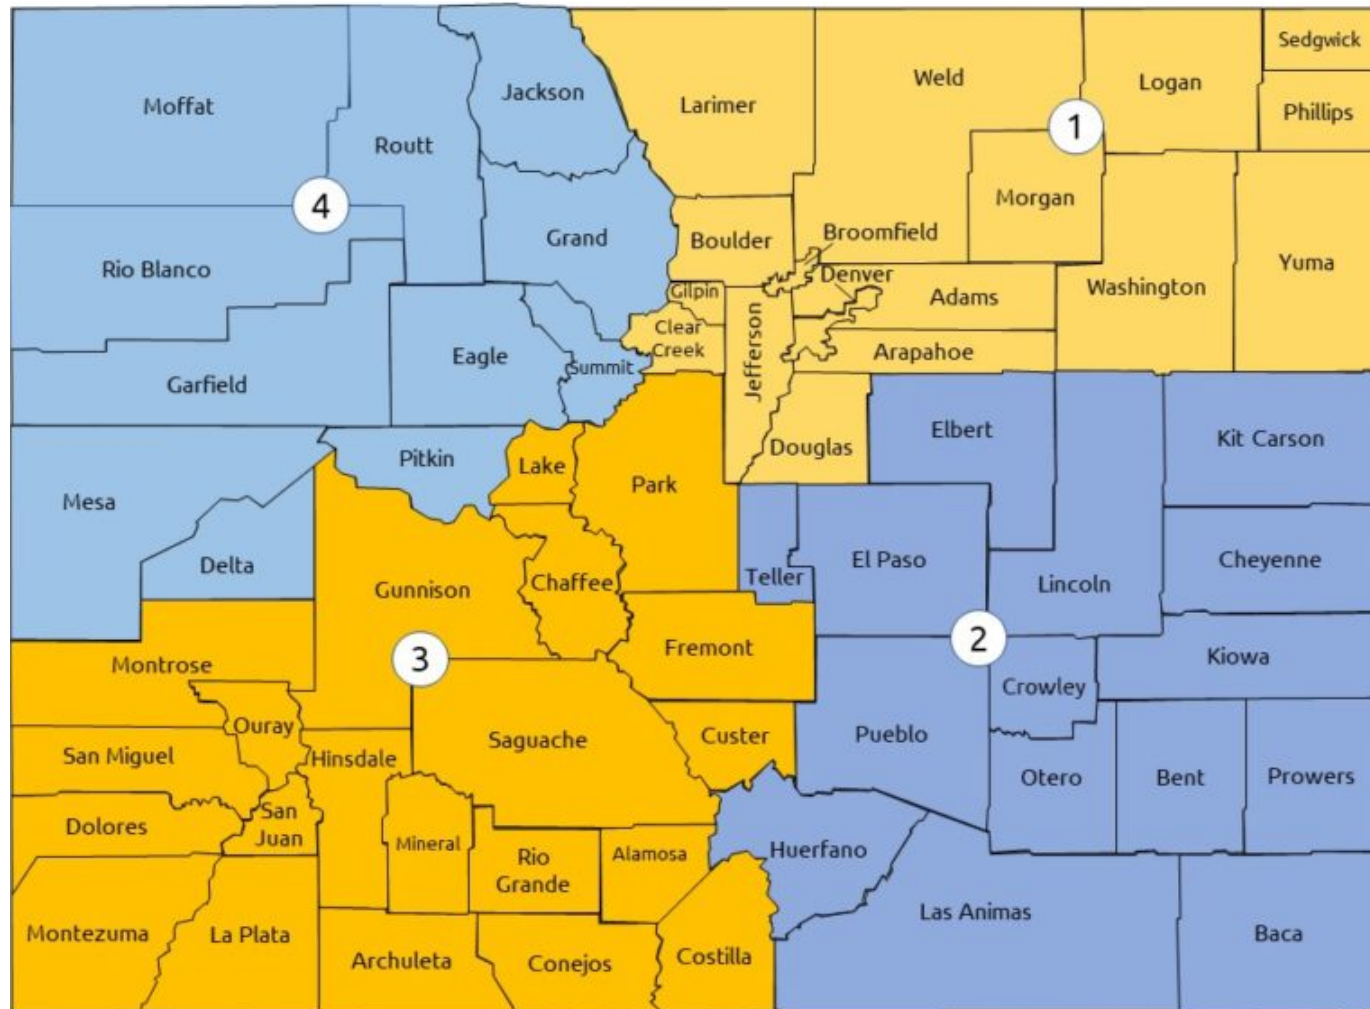 Sedgwick
Weld
Logan
Jackson
Moffat
Larimer
Phillips
1
Routt
Morgan
4
Broomfield
Grand
Boulder
Yuma
Rio Blanco
Denver
Washington
Gilpin
Adams
Clear
Creek
Jefferson
Arapahoe
Eagle
Summit
Garfield
Elbert
Kit Carson
Douglas
Pitkin
Lake
Park
Mesa
El Paso
Cheyenne
Delta
Teller
Lincoln
Chaffee
Gunnison
2
Fremont
Kiowa
3
Montrose
Crowley
Ouray
Custer
Pueblo
Saguache
San Miguel
Hinsdale
Otero
Bent
Prowers
San
Juan
Dolores
Mineral
Alamosa
Huerfano
Rio
Grande
Las Animas
Montezuma
La Plata
Baca
Costilla
Archuleta
Conejos